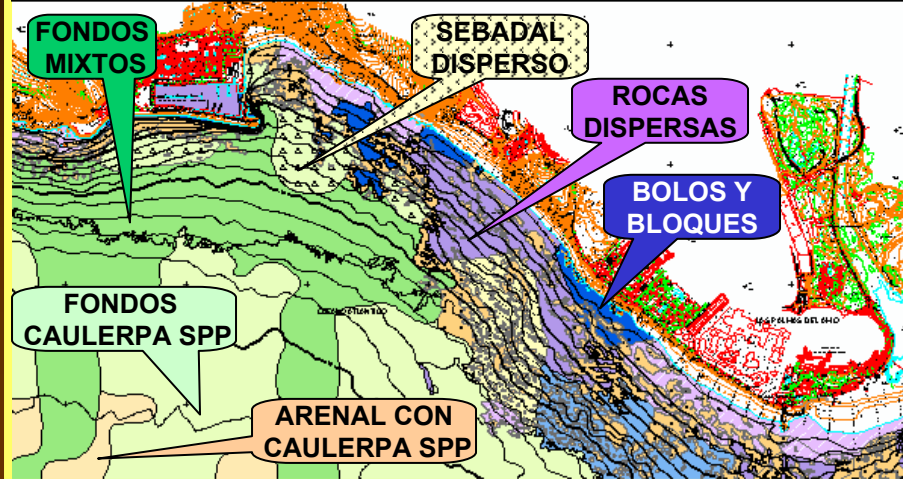 FONDOS
MIXTOS
SEBADAL
DISPERSO
ROCAS
DISPERSAS
BOLOS Y
BLOQUES
FONDOS
CAULERPA SPP
ARENAL CON
CAULERPA SPP